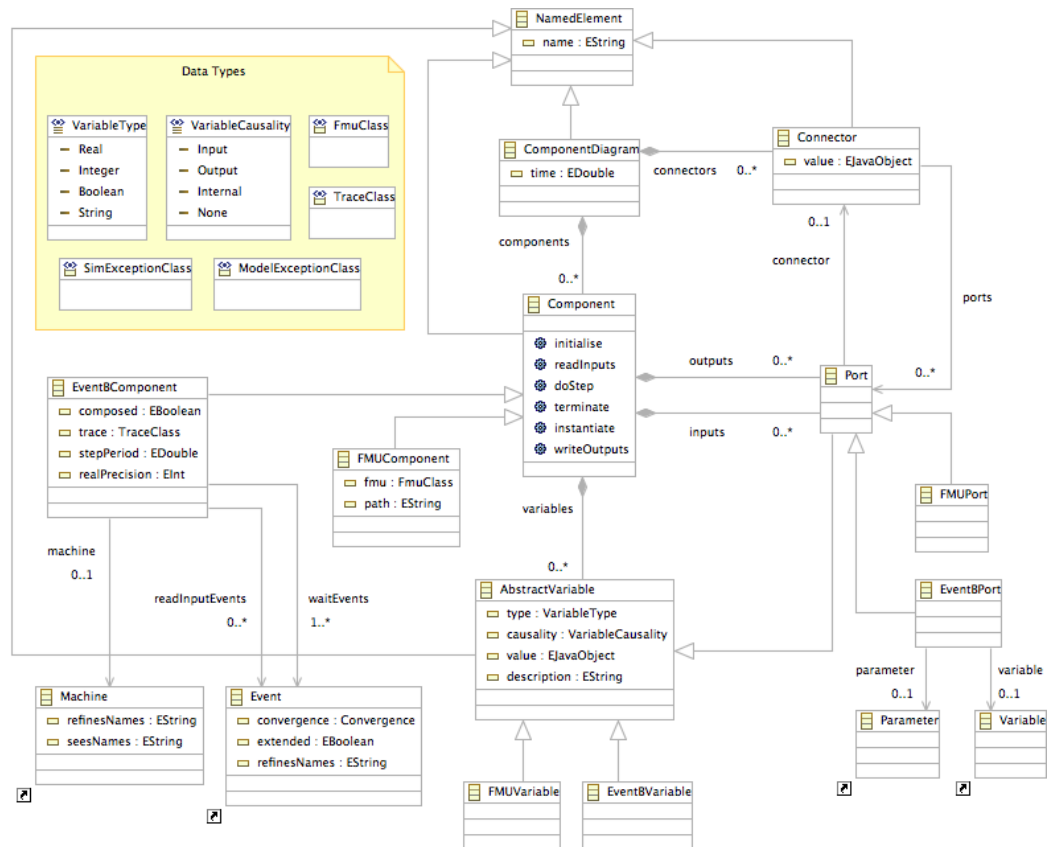 NamedElement
name : EString
Data Types
VariableType
Real
Integer
Boolean
String
VariableCausality
Input
Output
Internal
None
FmuClass
TraceClass
SimExceptionClass
ModelExceptionClass
ComponentDiagram
time : EDouble
connectors
0..*
Connector
value : EJavaObject
components
0..*
0..1
connector
ports
0..*
Component
initialise
readInputs
doStep
terminate
instantiate
writeOutputs
outputs
0..*
inputs
0..*
Port
EventBComponent
composed : EBoolean
trace : TraceClass
stepPeriod : EDouble
realPrecision : EInt
FMUComponent
fmu : FmuClass
path : EString
variables
0..*
FMUPort
machine
0..1
readInputEvents
0..*
waitEvents
1..*
AbstractVariable
type : VariableType
causality : VariableCausality
value : EJavaObject
description : EString
EventBPort
parameter
0..1
variable
0..1
Machine
refinesNames : EString
seesNames : EString
Event
convergence : Convergence
extended : EBoolean
refinesNames : EString
Parameter
Variable
FMUVariable
EventBVariable